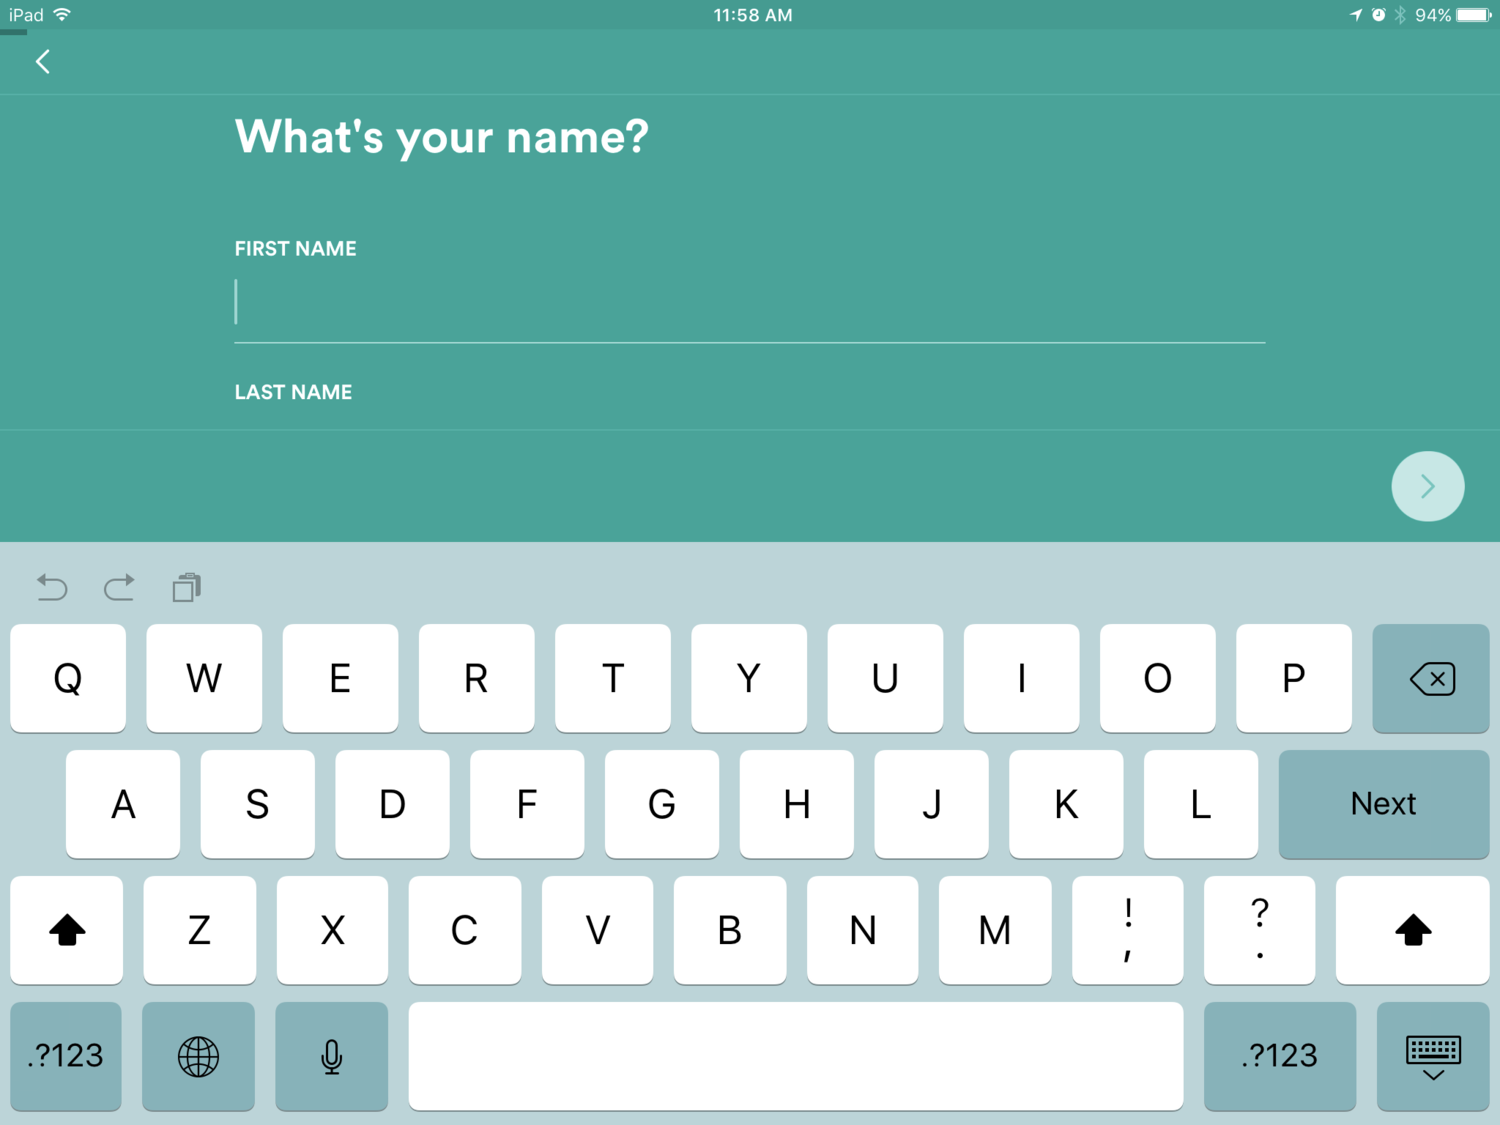 iPad 11:58 AM 94%
What's your name?
FIRST NAME
LAST NAME
Q W E R T Y U I O P
A S D F G H J K L Next
Z X C V B N M ! , ? .
.?123 .?123